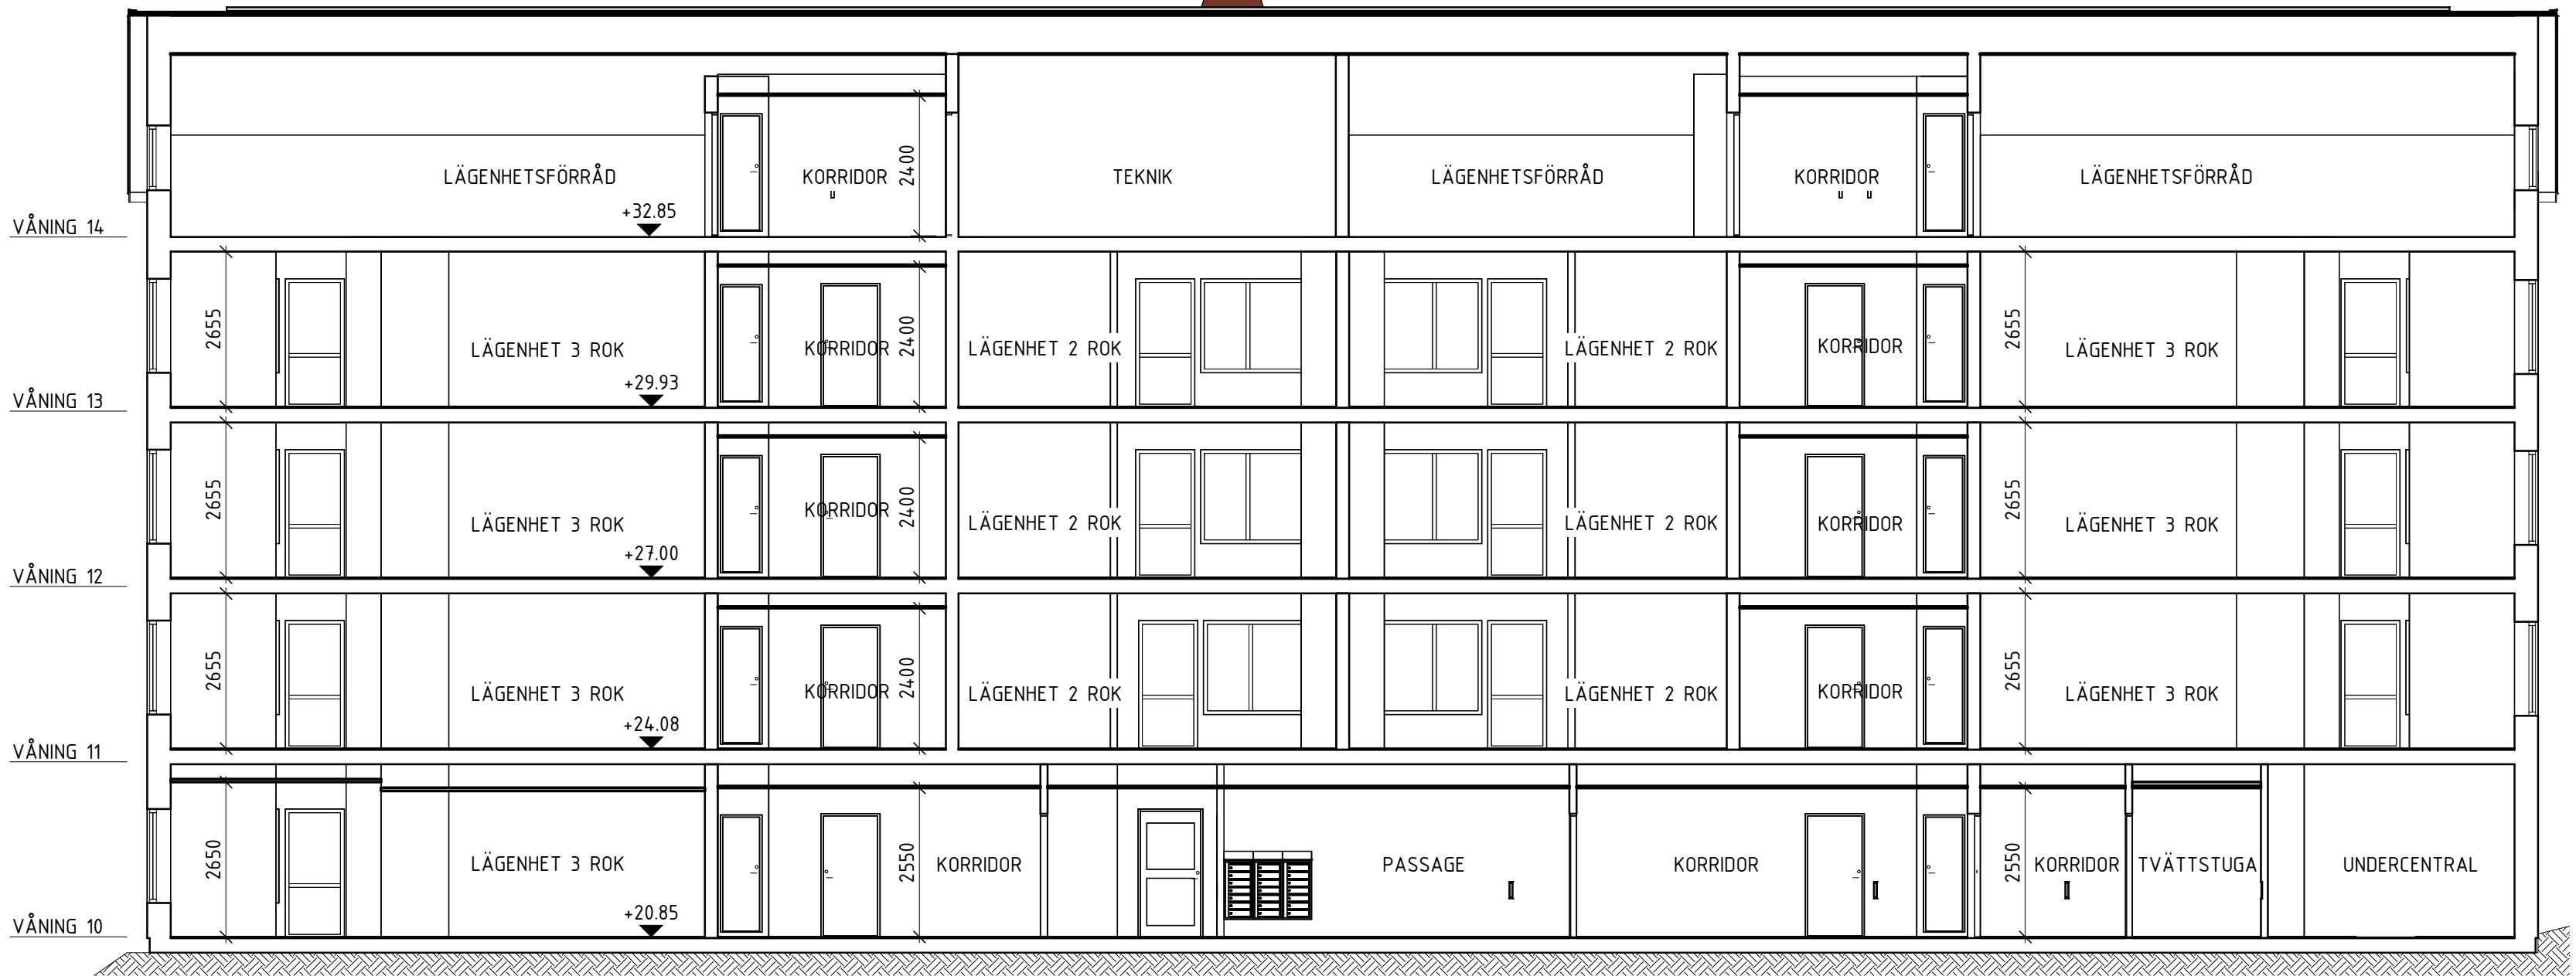 LÄGENHETSFÖRRÅD KORRIDOR 2400 TEKNIK LÄGENHETSFÖRRÅD KORRIDOR LÄGENHETSFÖRRÅD
+32.85
VÅNING 14
2655 LÄGENHET 3 ROK KORRIDOR 2400 LÄGENHET 2 ROK LÄGENHET 2 ROK KORRIDOR 2655 LÄGENHET 3 ROK
+29.93
VÅNING 13
2655 LÄGENHET 3 ROK KORRIDOR 2400 LÄGENHET 2 ROK LÄGENHET 2 ROK KORRIDOR 2655 LÄGENHET 3 ROK
+27.00
VÅNING 12
2655 LÄGENHET 3 ROK KORRIDOR 2400 LÄGENHET 2 ROK LÄGENHET 2 ROK KORRIDOR 2655 LÄGENHET 3 ROK
+24.08
VÅNING 11
2650 LÄGENHET 3 ROK 2550 KORRIDOR PASSAGE KORRIDOR 2550 KORRIDOR TVÄTTSTUGA UNDERCENTRAL
+20.85
VÅNING 10